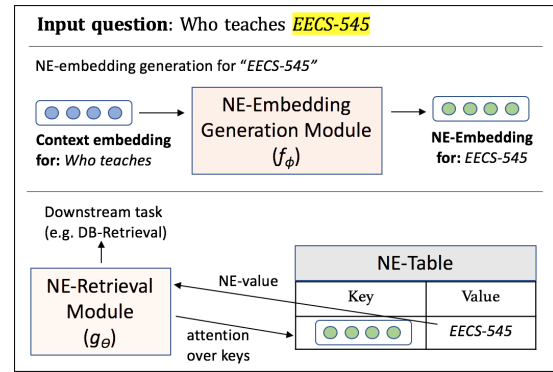 Input question: Who teaches EECS-545
NE-embedding generation for “EECS-545”
Context embedding
for: Who teaches
NE-Embedding
Generation Module
(fϕ)
NE-Embedding
for: EECS-545
Downstream task
(e.g. DB-Retrieval)
NE-Retrieval
Module
(gΘ)
NE-value
attention
over keys
NE-Table
Key Value
EECS-545